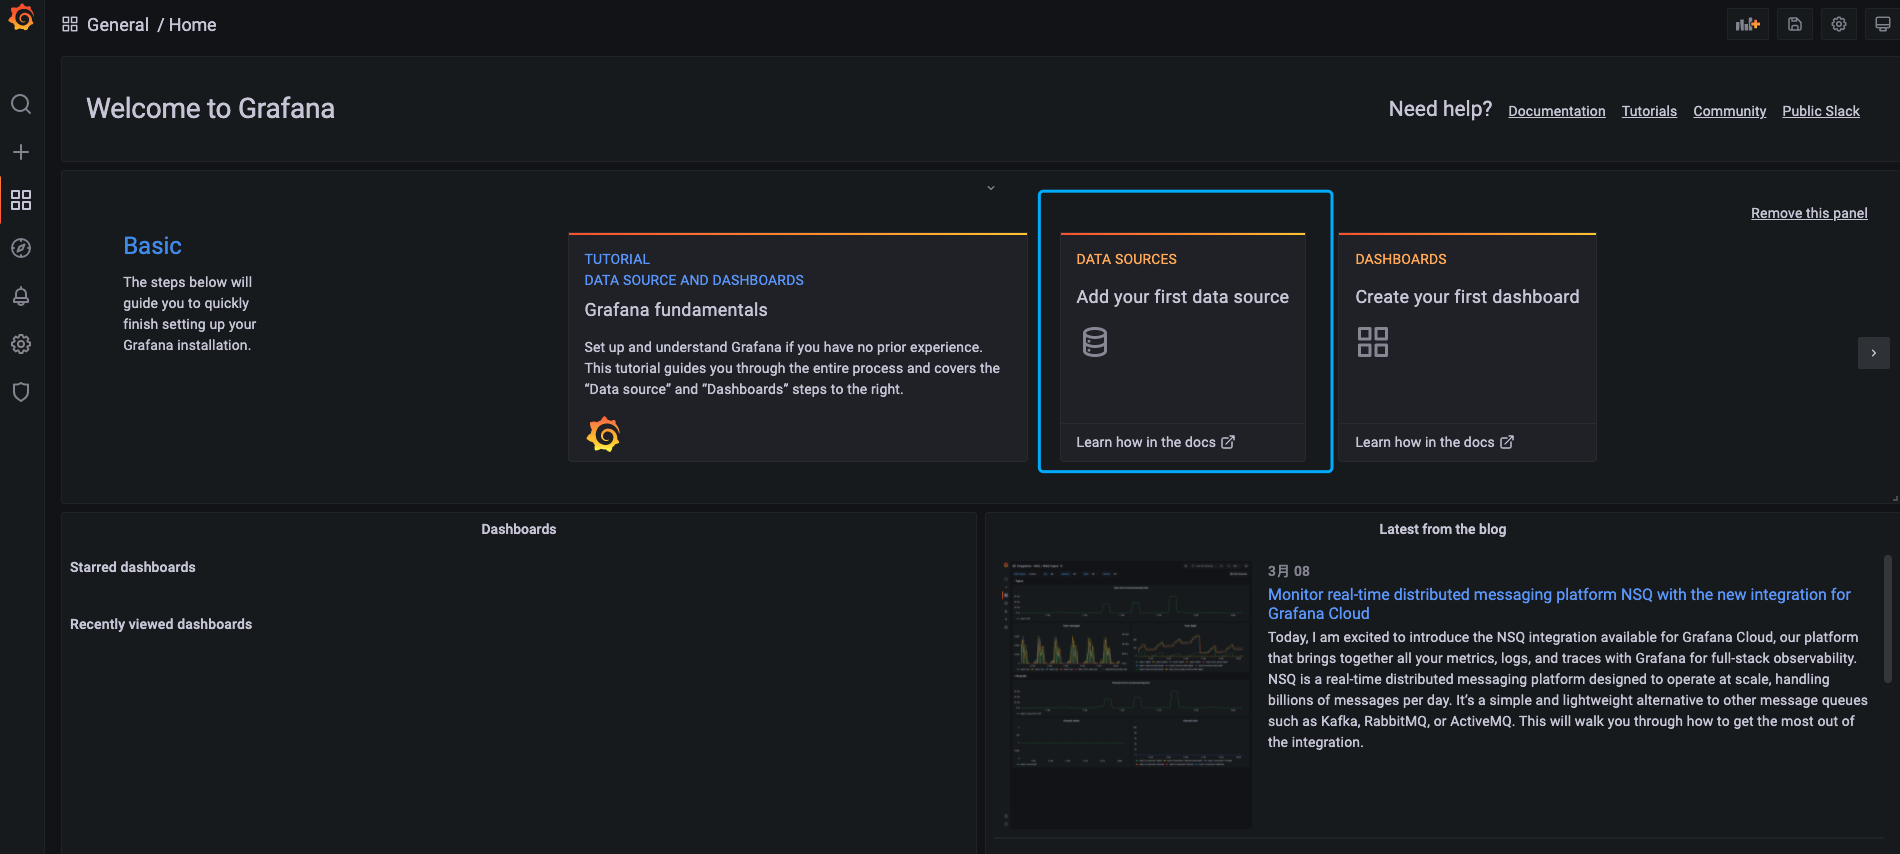 General / Home
Welcome to Grafana
Need help? Documentation Tutorials Community Public Slack
Remove this panel
Basic
The steps below will
guide you to quickly
finish setting up your
Grafana installation.
TUTORIAL
DATA SOURCE AND DASHBOARDS
Grafana fundamentals
Set up and understand Grafana if you have no prior experience.
This tutorial guides you through the entire process and covers the
“Data source” and “Dashboards” steps to the right.
DATA SOURCES
Add your first data source
Learn how in the docs
DASHBOARDS
Create your first dashboard
Learn how in the docs
Dashboards
Starred dashboards
Recently viewed dashboards
Latest from the blog
3月 08
Monitor real-time distributed messaging platform NSQ with the new integration for
Grafana Cloud
Today, I am excited to introduce the NSQ integration available for Grafana Cloud, our platform
that brings together all your metrics, logs, and traces with Grafana for full-stack observability.
NSQ is a real-time distributed messaging platform designed to operate at scale, handling
billions of messages per day. It’s a simple and lightweight alternative to other message queues
such as Kafka, RabbitMQ, or ActiveMQ. This will walk you through how to get the most out of
the integration.